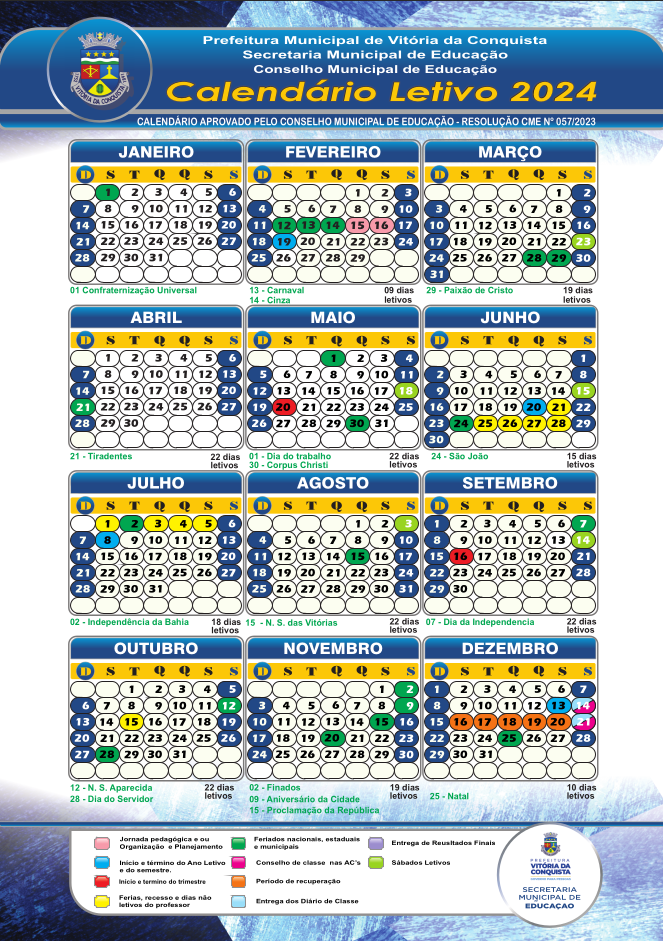 Prefeitura Municipal de Vitória da Conquista
Secretaria Municipal de Educação
Conselho Municipal de Educação
Calendário Letivo 2024
CALENDÁRIO APROVADO PELO CONSELHO MUNICIPAL DE EDUCAÇÃO - RESOLUÇÃO CME Nº 057/2023
VITÓRIA DA CONQUISTA
JANEIRO
D S T Q Q S S
1 2 3 4 5 6
7 8 9 10 11 12 13
14 15 16 17 18 19 20
21 22 23 24 25 26 27
28 29 30 31
01 Confraternização Universal
FEVEREIRO
D S T Q Q S S
1 2 3
4 5 6 7 8 9 10
11 12 13 14 15 16 17
18 19 20 21 22 23 24
25 26 27 28 29
13 - Carnaval
14 - Cinza
09 dias
letivos
MARÇO
D S T Q Q S S
1 2
3 4 5 6 7 8 9
10 11 12 13 14 15 16
17 18 19 20 21 22 23
24 25 26 27 28 29 30
31
29 - Paixão de Cristo
19 dias
letivos
ABRIL
D S T Q Q S S
1 2 3 4 5 6
7 8 9 10 11 12 13
14 15 16 17 18 19 20
21 22 23 24 25 26 27
28 29 30
21 - Tiradentes
22 dias
letivos
MAIO
D S T Q Q S S
1 2 3 4
5 6 7 8 9 10 11
12 13 14 15 16 17 18
19 20 21 22 23 24 25
26 27 28 29 30 31
01 - Dia do trabalho
30 - Corpus Christi
22 dias
letivos
JUNHO
D S T Q Q S S
1
2 3 4 5 6 7 8
9 10 11 12 13 14 15
16 17 18 19 20 21 22
23 24 25 26 27 28 29
30
24 - São João
15 dias
letivos
JULHO
D S T Q Q S S
1 2 3 4 5 6
7 8 9 10 11 12 13
14 15 16 17 18 19 20
21 22 23 24 25 26 27
28 29 30 31
02 - Independência da Bahia
18 dias
letivos
AGOSTO
D S T Q Q S S
1 2 3
4 5 6 7 8 9 10
11 12 13 14 15 16 17
18 19 20 21 22 23 24
25 26 27 28 29 30 31
15 - N. S. das Vitórias
22 dias
letivos
SETEMBRO
D S T Q Q S S
1 2 3 4 5 6 7
8 9 10 11 12 13 14
15 16 17 18 19 20 21
22 23 24 25 26 27 28
29 30
07 - Dia da Independencia
22 dias
letivos
OUTUBRO
D S T Q Q S S
1 2 3 4 5
6 7 8 9 10 11 12
13 14 15 16 17 18 19
20 21 22 23 24 25 26
27 28 29 30 31
12 - N. S. Aparecida
28 - Dia do Servidor
22 dias
letivos
NOVEMBRO
D S T Q Q S S
1 2
3 4 5 6 7 8 9
10 11 12 13 14 15 16
17 18 19 20 21 22 23
24 25 26 27 28 29 30
02 - Finados
09 - Aniversário da Cidade
15 - Proclamação da República
19 dias
letivos
DEZEMBRO
D S T Q Q S S
1 2 3 4 5 6 7
8 9 10 11 12 13 14
15 16 17 18 19 20 21
22 23 24 25 26 27 28
29 30 31
25 - Natal
10 dias
letivos
Jornada pedagógica e ou
Organização e Planejamento
Início e término do Ano Letivo
e do semestre.
Início e termino do trimestre
Ferias, recesso e dias não
letivos do professor
Feriados nacionais, estaduais
e municipais
Conselho de classe nas AC's
Periodo de recuperação
Entrega dos Diário de Classe
Entrega de Reusltados Finais
Sábados Letivos
PREFEITURA
VITÓRIA DA
CONQUISTA
SECRETARIA
MUNICIPAL DE
EDUCAÇÃO